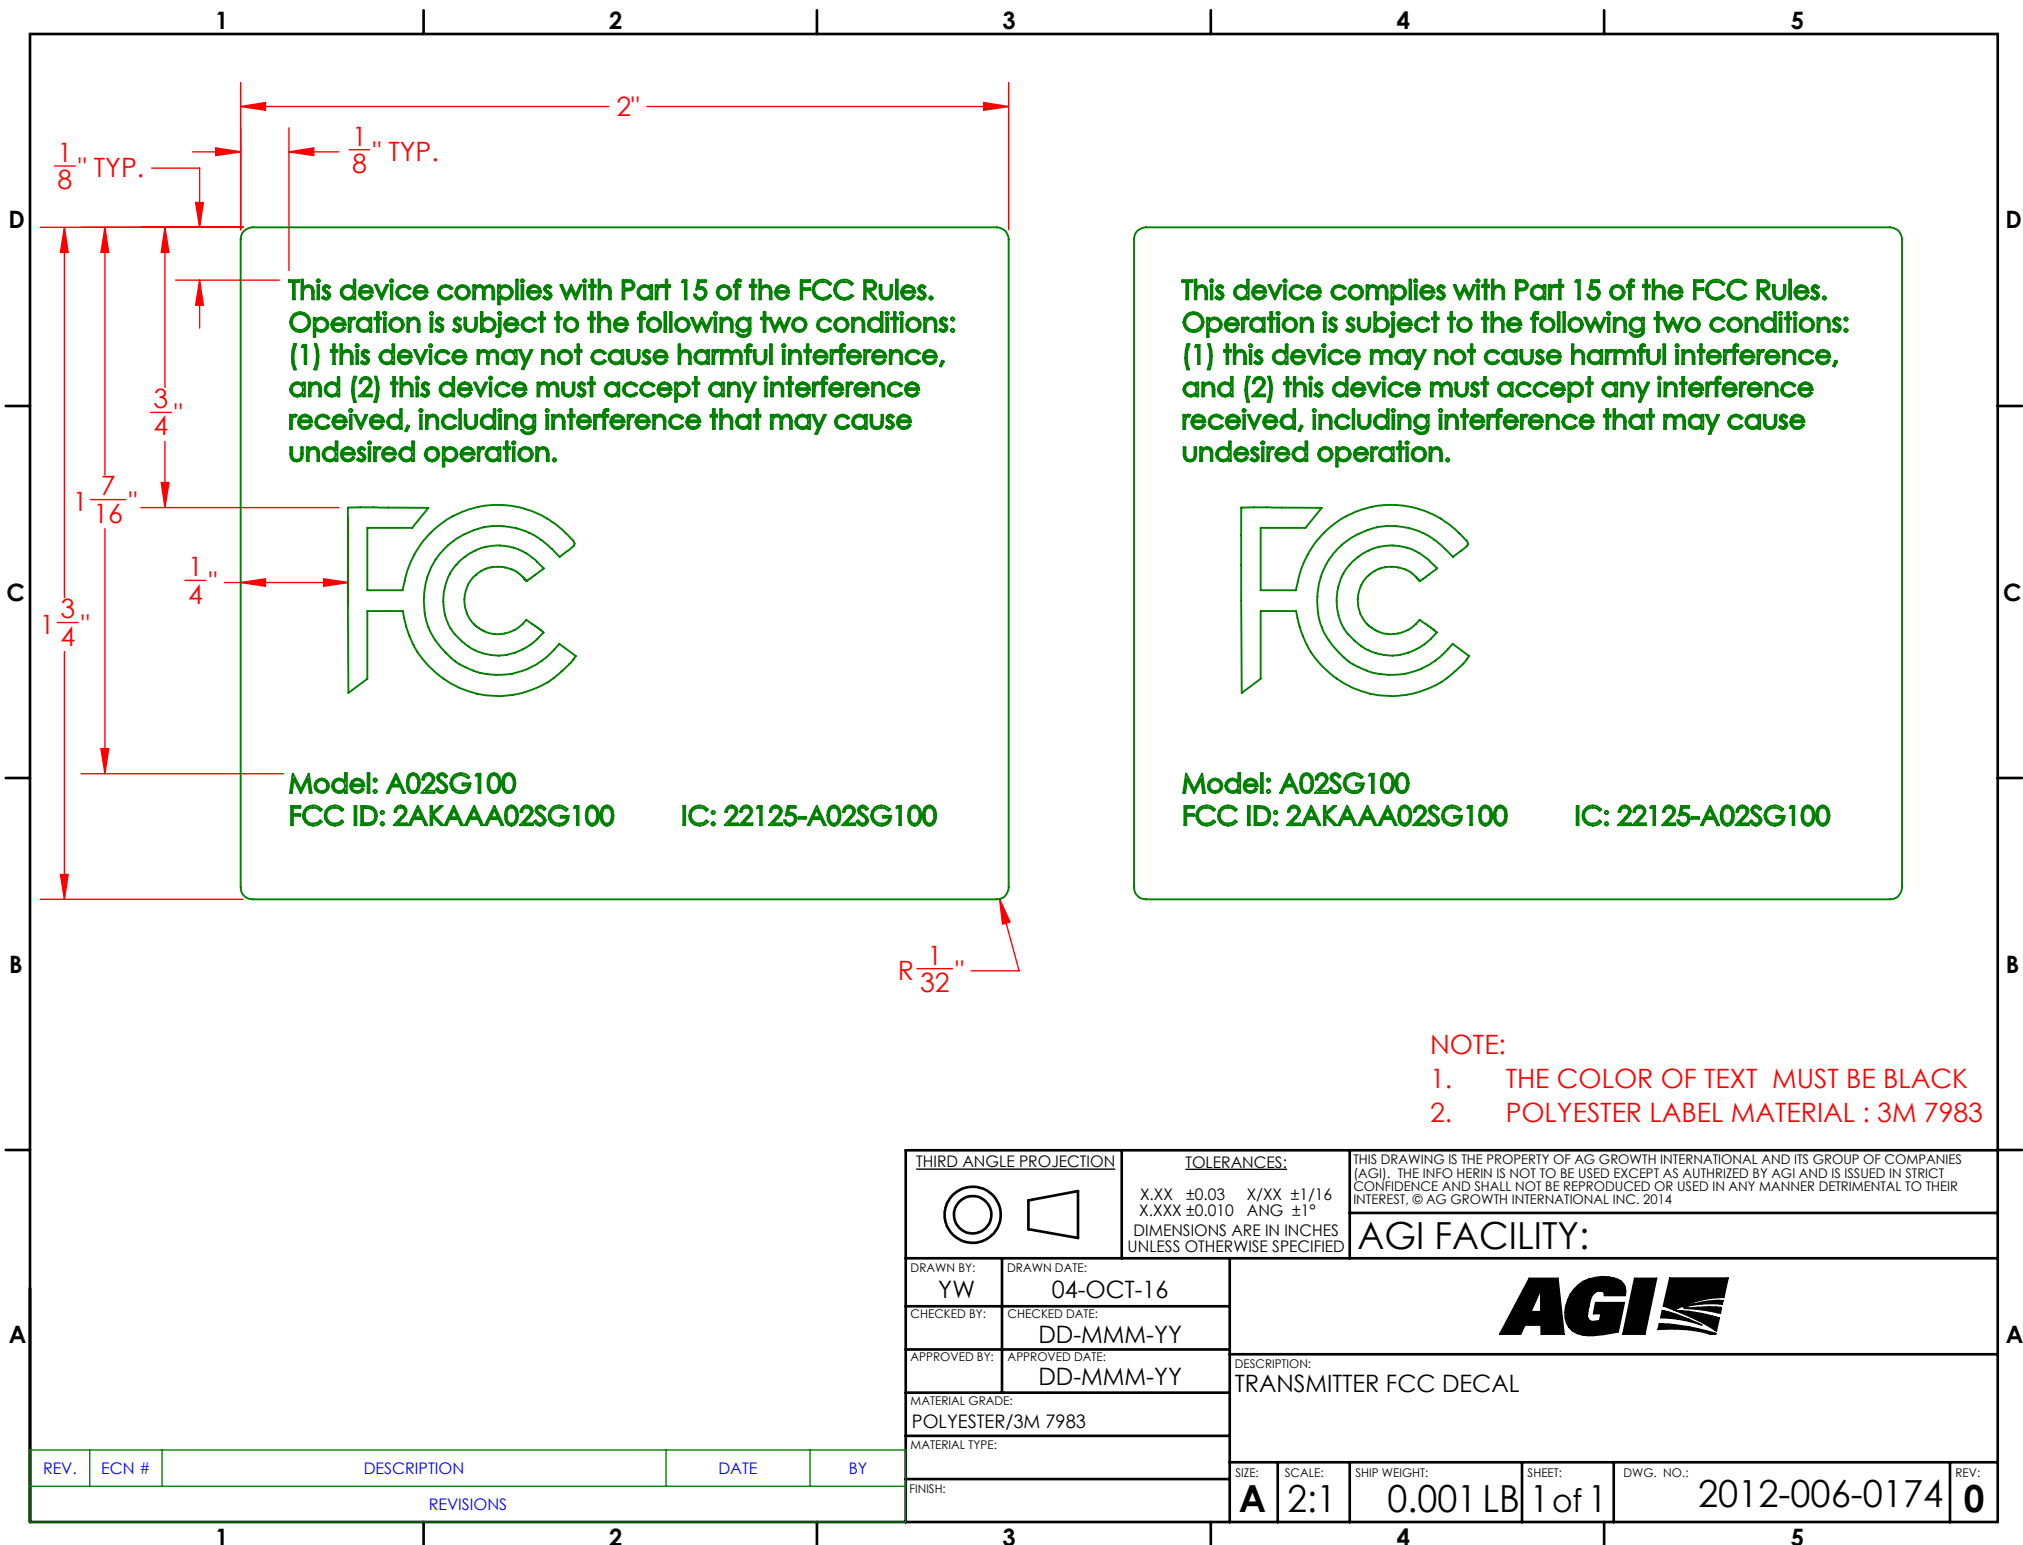 1 2 3 4 5
2"
1/8" TYP.
1/8" TYP.
D D
This device complies with Part 15 of the FCC Rules.
Operation is subject to the following two conditions:
(1) this device may not cause harmful interference,
and (2) this device must accept any interference
received, including interference that may cause
undesired operation.
This device complies with Part 15 of the FCC Rules.
Operation is subject to the following two conditions:
(1) this device may not cause harmful interference,
and (2) this device must accept any interference
received, including interference that may cause
undesired operation.
3/4"
1 7/16"
1/4"
1 3/4"
C C
FCC
FCC
Model: A02SG100
FCC ID: 2AKAAA02SG100 IC: 22125-A02SG100
Model: A02SG100
FCC ID: 2AKAAA02SG100 IC: 22125-A02SG100
R 1/32"
B B
NOTE:
1. THE COLOR OF TEXT MUST BE BLACK
2. POLYESTER LABEL MATERIAL : 3M 7983
THIRD ANGLE PROJECTION
TOLERANCES:
X.XX ±0.03 X/XX ±1/16
X.XXX ±0.010 ANG ±1°
DIMENSIONS ARE IN INCHES
UNLESS OTHERWISE SPECIFIED
THIS DRAWING IS THE PROPERTY OF AG GROWTH INTERNATIONAL AND ITS GROUP OF COMPANIES
(AGI). THE INFO HERIN IS NOT TO BE USED EXCEPT AS AUTHRIZED BY AGI AND IS ISSUED IN STRICT
CONFIDENCE AND SHALL NOT BE REPRODUCED OR USED IN ANY MANNER DETRIMENTAL TO THEIR
INTEREST, © AG GROWTH INTERNATIONAL INC. 2014
AGI FACILITY:
DRAWN BY:
YW
DRAWN DATE:
04-OCT-16
CHECKED BY:
CHECKED DATE:
DD-MMM-YY
APPROVED BY:
APPROVED DATE:
DD-MMM-YY
MATERIAL GRADE:
POLYESTER/3M 7983
MATERIAL TYPE:
FINISH:
AGI
A A
DESCRIPTION:
TRANSMITTER FCC DECAL
SIZE:
A
SCALE:
2:1
SHIP WEIGHT:
0.001 LB
SHEET:
1 of 1
DWG. NO.:
2012-006-0174
REV:
0
REV. ECN # DESCRIPTION DATE BY
REVISIONS
1 2 3 4 5